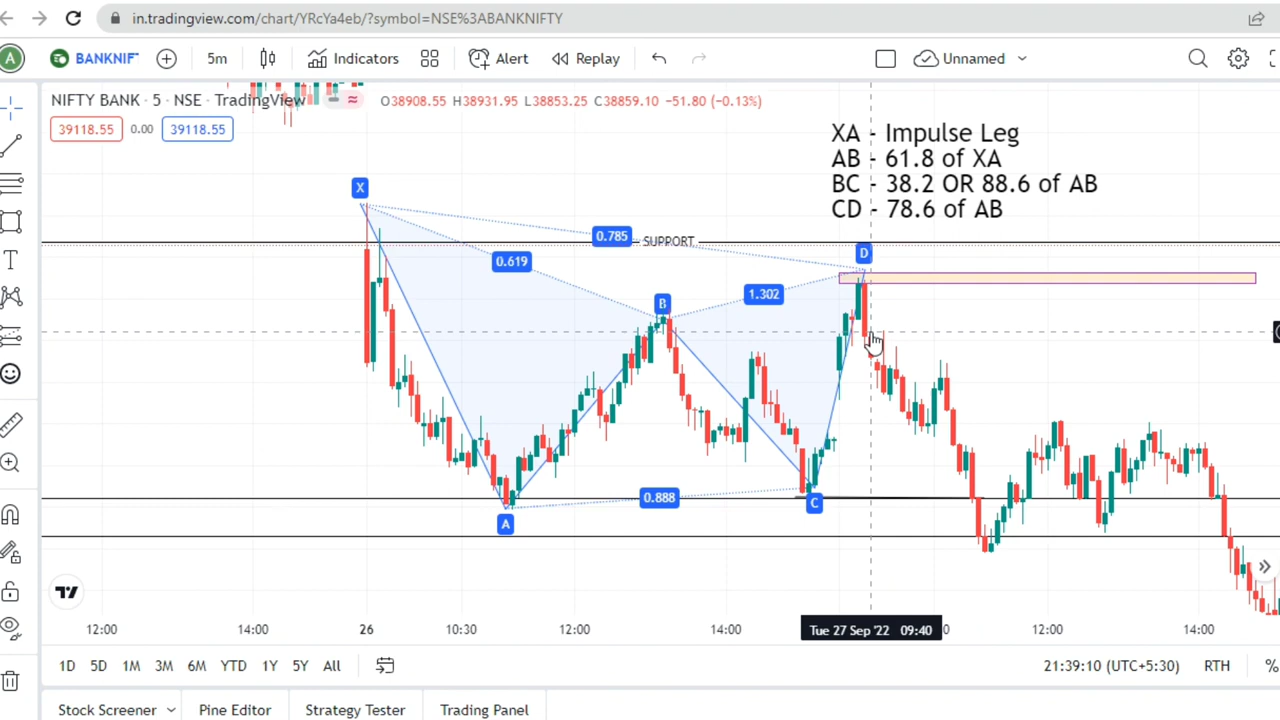 in.tradingview.com/chart/YRcYa4eb/?symbol=NSE%3ABANKNIFTY
A BANKNIF 5m Indicators Alert Replay Unnamed
NIFTY BANK · 5 · NSE · TradingView O38908.55 H38931.95 L38853.25 C38859.10 −51.80 (−0.13%)
39118.55 0.00 39118.55
XA - Impulse Leg
AB - 61.8 of XA
BC - 38.2 OR 88.6 of AB
CD - 78.6 of AB
X
0.785 SUPPORT
D
0.619
1.302
B
0.888
C
A
12:00 14:00 26 10:30 12:00 14:00 Tue 27 Sep '22 09:40 12:00 14:00
1D 5D 1M 3M 6M YTD 1Y 5Y All 21:39:10 (UTC+5:30) RTH %
Stock Screener Pine Editor Strategy Tester Trading Panel